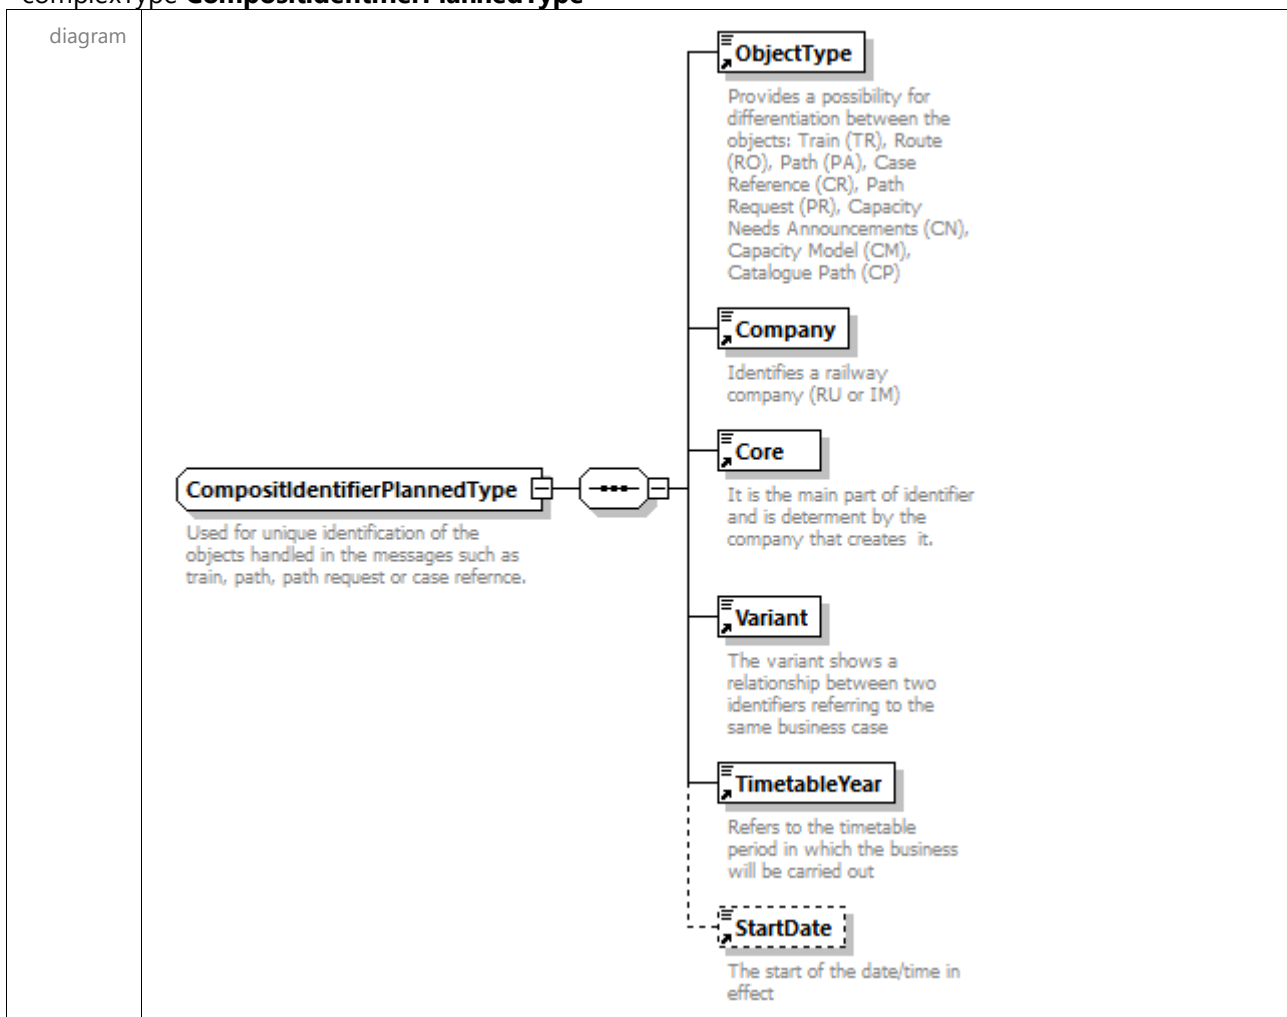 complexType CompositIdentifierPlannedType
diagram
ObjectType
Provides a possibility for
differentiation between the
objects: Train (TR), Route
(RO), Path (PA), Case
Reference (CR), Path
Request (PR), Capacity
Needs Announcements (CN),
Capacity Model (CM),
Catalogue Path (CP)
Company
Identifies a railway
company (RU or IM)
Core
It is the main part of identifier
and is determent by the
company that creates  it.
CompositIdentifierPlannedType
Used for unique identification of the
objects handled in the messages such as
train, path, path request or case refernce.
Variant
The variant shows a
relationship between two
identifiers referring to the
same business case
TimetableYear
Refers to the timetable
period in which the business
will be carried out
StartDate
The start of the date/time in
effect